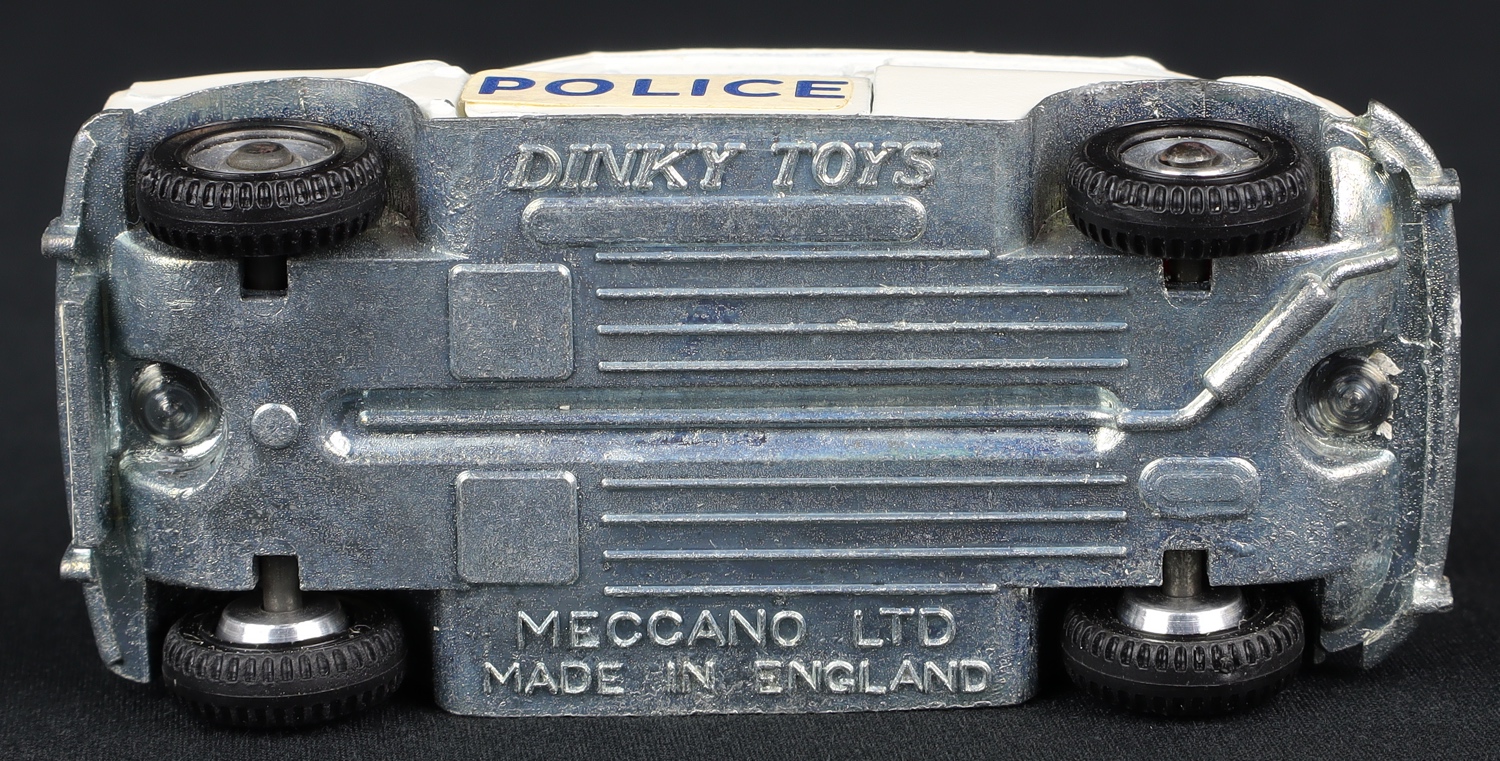 POLICE
DINKY TOYS
MECCANO LTD
MADE IN ENGLAND